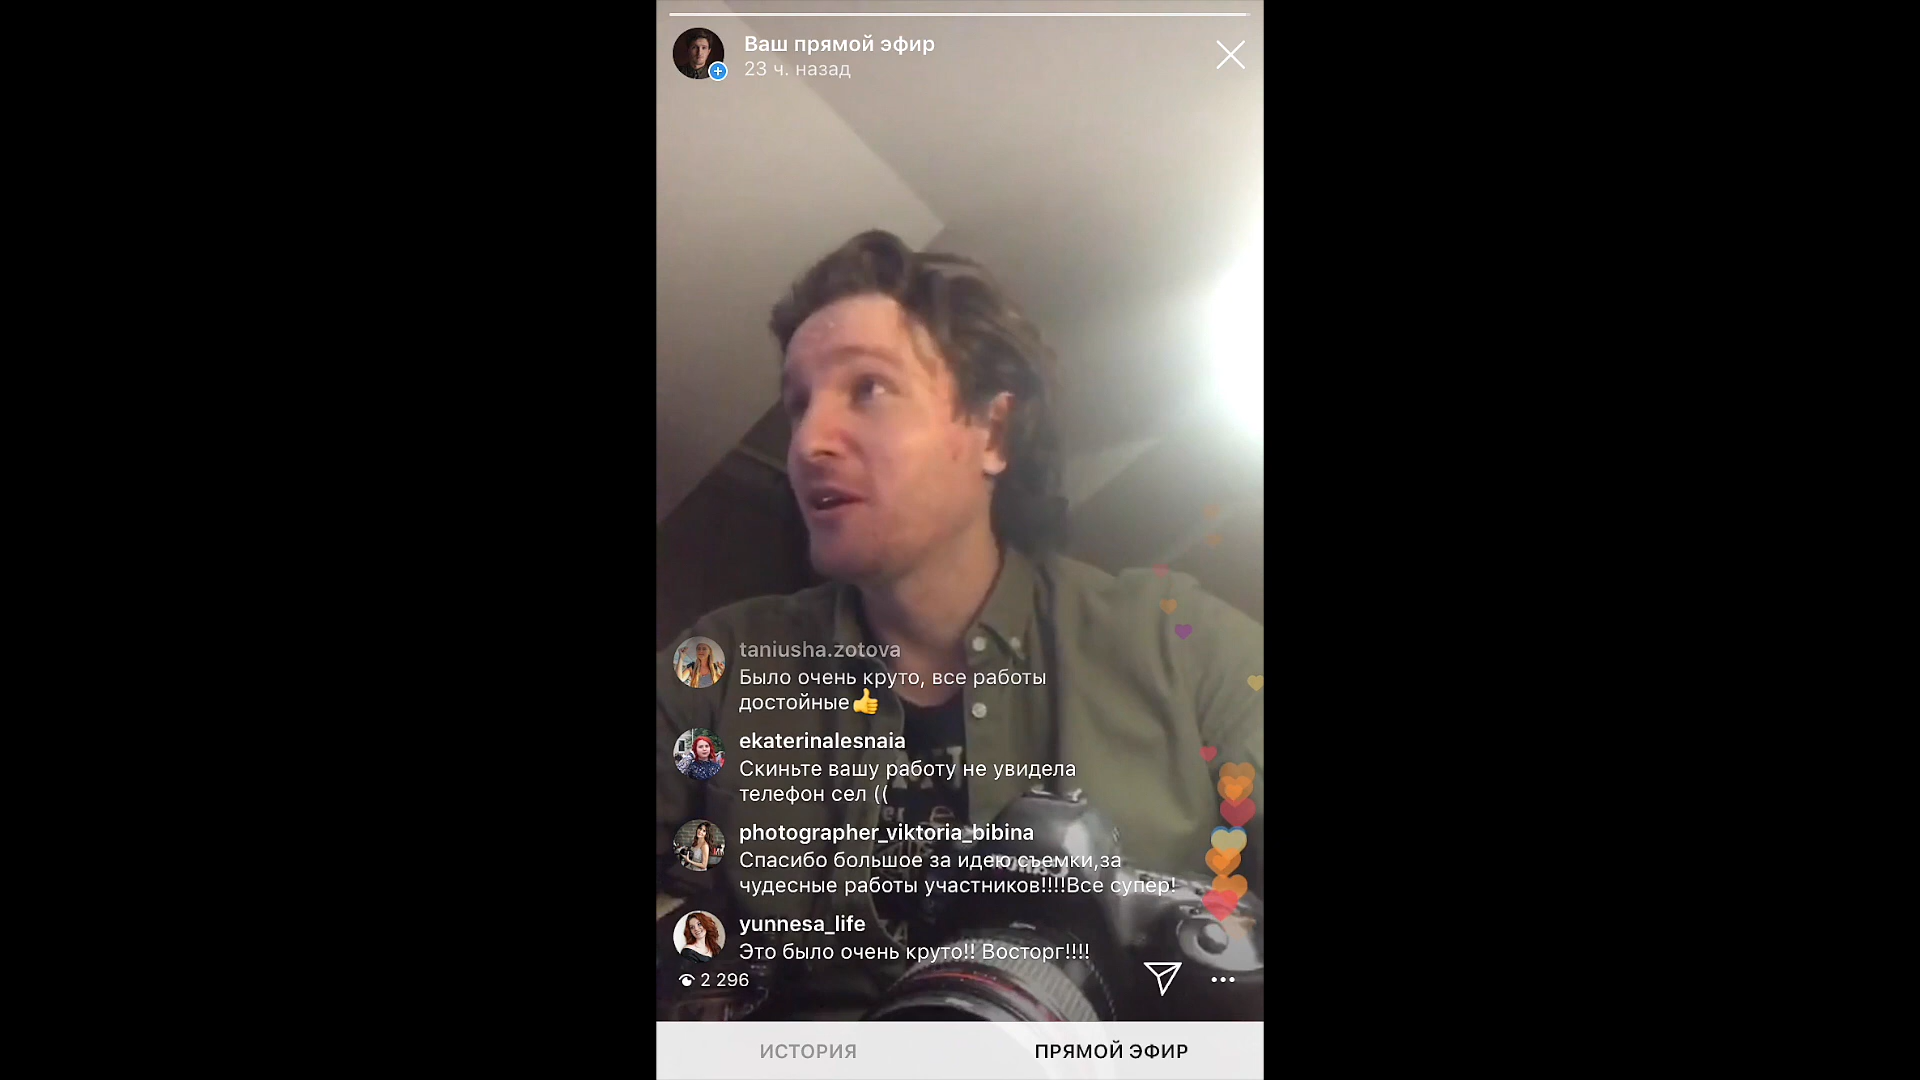 Ваш прямой эфир
23 ч. назад
taniusha.zotova
Было очень круто, все работы
достойные👍
ekaterinalesnaia
Скиньте вашу работу не увидела
телефон сел ((
photographer_viktoria_bibina
Спасибо большое за идею съемки,за
чудесные работы участников!!!!Все супер!
yunnesa_life
Это было очень круто!! Восторг!!!!
2 296
ИСТОРИЯ
ПРЯМОЙ ЭФИР